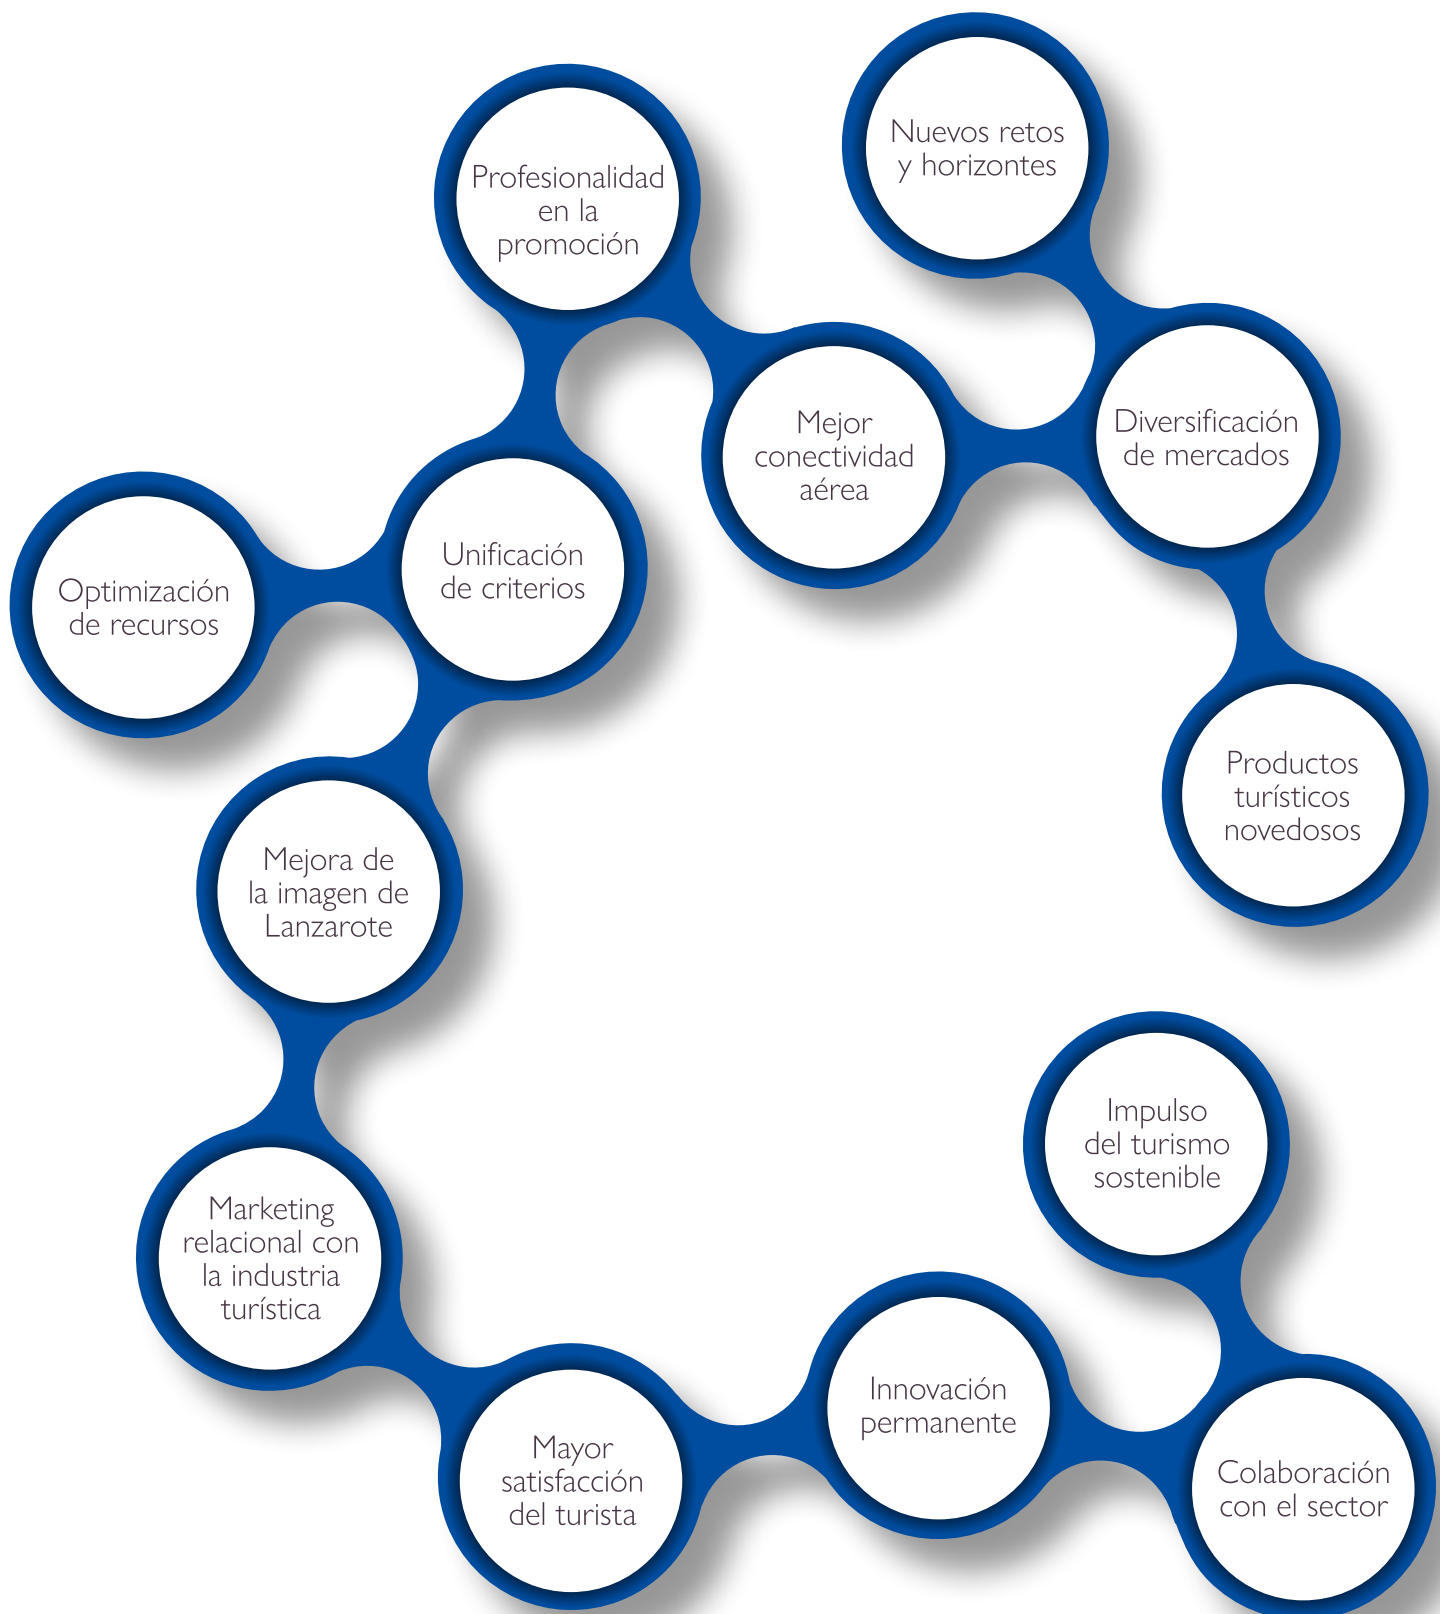 Nuevos retos
y horizontes
Profesionalidad
en la
promoción
Mejor
conectividad
aérea
Diversificación
de mercados
Unificación
de criterios
Optimización
de recursos
Productos
turísticos
novedosos
Mejora de
la imagen de
Lanzarote
Impulso
del turismo
sostenible
Marketing
relacional con
la industria
turística
Innovación
permanente
Mayor
satisfacción
del turista
Colaboración
con el sector